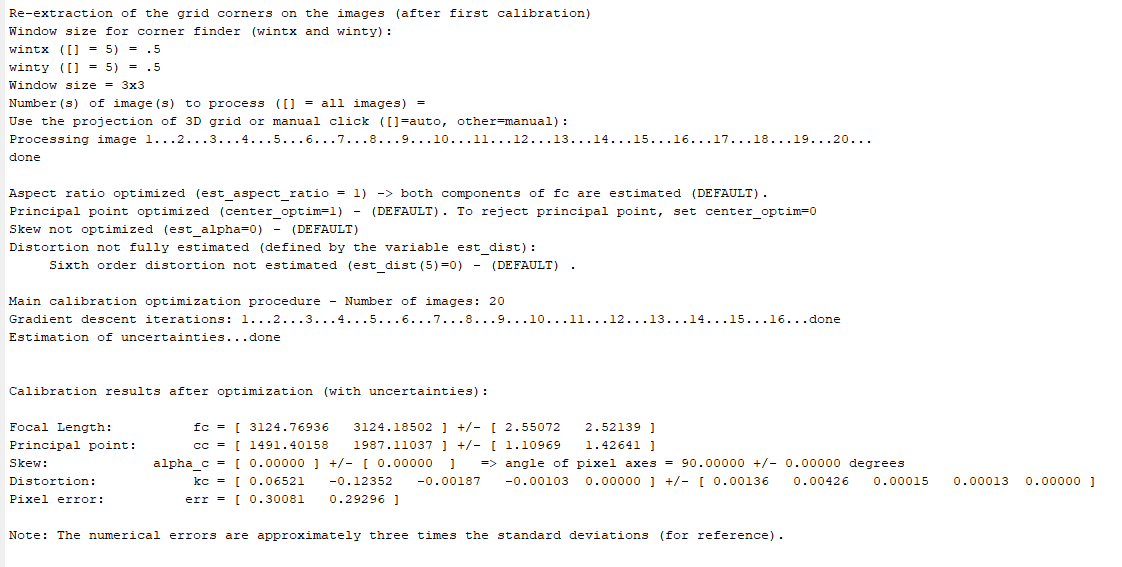 Re-extraction of the grid corners on the images (after first calibration)
Window size for corner finder (wintx and winty):
wintx ([] = 5) = .5
winty ([] = 5) = .5
Window size = 3x3
Number(s) of image(s) to process ([] = all images) =
Use the projection of 3D grid or manual click ([]=auto, other=manual):
Processing image 1...2...3...4...5...6...7...8...9...10...11...12...13...14...15...16...17...18...19...20...
done
Aspect ratio optimized (est_aspect_ratio = 1) -> both components of fc are estimated (DEFAULT).
Principal point optimized (center_optim=1) - (DEFAULT). To reject principal point, set center_optim=0
Skew not optimized (est_alpha=0) - (DEFAULT)
Distortion not fully estimated (defined by the variable est_dist):
Sixth order distortion not estimated (est_dist(5)=0) - (DEFAULT) .
Main calibration optimization procedure - Number of images: 20
Gradient descent iterations: 1...2...3...4...5...6...7...8...9...10...11...12...13...14...15...16...done
Estimation of uncertainties...done
Calibration results after optimization (with uncertainties):
Focal Length: fc = [ 3124.76936 3124.18502 ] +/- [ 2.55072 2.52139 ]
Principal point: cc = [ 1491.40158 1987.11037 ] +/- [ 1.10969 1.42641 ]
Skew: alpha_c = [ 0.00000 ] +/- [ 0.00000 ] => angle of pixel axes = 90.00000 +/- 0.00000 degrees
Distortion: kc = [ 0.06521 -0.12352 -0.00187 -0.00103 0.00000 ] +/- [ 0.00136 0.00426 0.00015 0.00013 0.00000 ]
Pixel error: err = [ 0.30081 0.29296 ]
Note: The numerical errors are approximately three times the standard deviations (for reference).